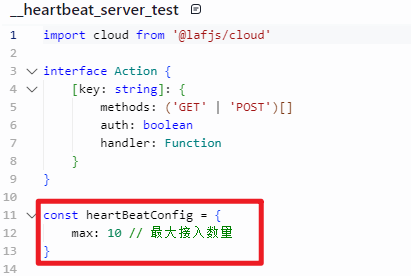 __heartbeat_server_test
1 import cloud from '@lafjs/cloud'
2
3 interface Action {
4     [key: string]: {
5         methods: ('GET' | 'POST')[]
6         auth: boolean
7         handler: Function
8     }
9 }
10
11 const heartBeatConfig = {
12     max: 10 // 最大接入数量
13 }